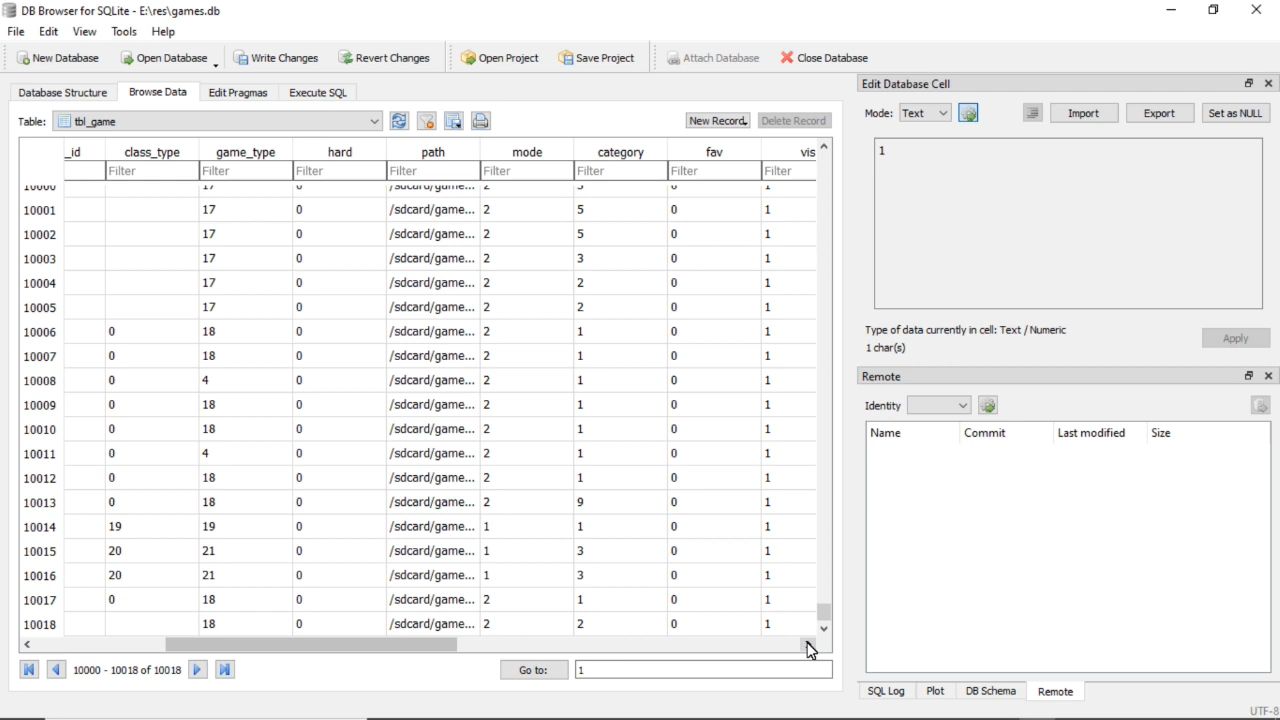 DB Browser for SQLite - E:\res\games.db
File Edit View Tools Help
New Database Open Database Write Changes Revert Changes Open Project Save Project Attach Database Close Database
Database Structure Browse Data Edit Pragmas Execute SQL
Table: tbl_game New Record Delete Record
_id class_type game_type hard path mode category fav vis
Filter Filter Filter Filter Filter Filter Filter Filter
10000 17 0 /sdcard/game... 2 5 0 1
10001 17 0 /sdcard/game... 2 5 0 1
10002 17 0 /sdcard/game... 2 5 0 1
10003 17 0 /sdcard/game... 2 3 0 1
10004 17 0 /sdcard/game... 2 2 0 1
10005 17 0 /sdcard/game... 2 2 0 1
10006 0 18 0 /sdcard/game... 2 1 0 1
10007 0 18 0 /sdcard/game... 2 1 0 1
10008 0 4 0 /sdcard/game... 2 1 0 1
10009 0 18 0 /sdcard/game... 2 1 0 1
10010 0 18 0 /sdcard/game... 2 1 0 1
10011 0 4 0 /sdcard/game... 2 1 0 1
10012 0 18 0 /sdcard/game... 2 1 0 1
10013 0 18 0 /sdcard/game... 2 9 0 1
10014 19 19 0 /sdcard/game... 1 1 0 1
10015 20 21 0 /sdcard/game... 1 3 0 1
10016 20 21 0 /sdcard/game... 1 3 0 1
10017 0 18 0 /sdcard/game... 2 1 0 1
10018 18 0 /sdcard/game... 2 2 0 1
10000 - 10018 of 10018 Go to: 1
Edit Database Cell
Mode: Text Import Export Set as NULL
1
Type of data currently in cell: Text / Numeric
1 char(s)
Apply
Remote
Identity
Name Commit Last modified Size
SQL Log Plot DB Schema Remote
UTF-8